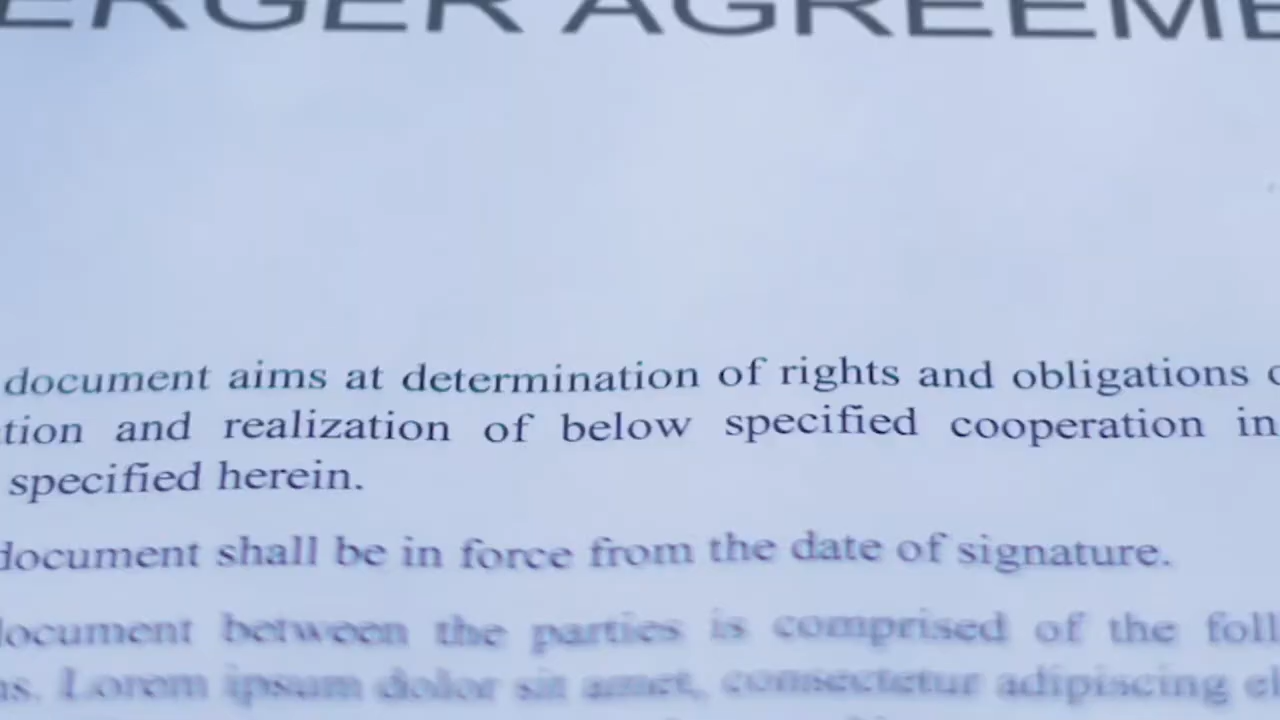 ERGER AGREEME
document aims at determination of rights and obligations o
tion and realization of below specified cooperation in
specified herein.
document shall be in force from the date of signature.
document between the parties is comprised of the foll
ns. Lorem ipsum dolor sit amet, consectetur adipiscing el